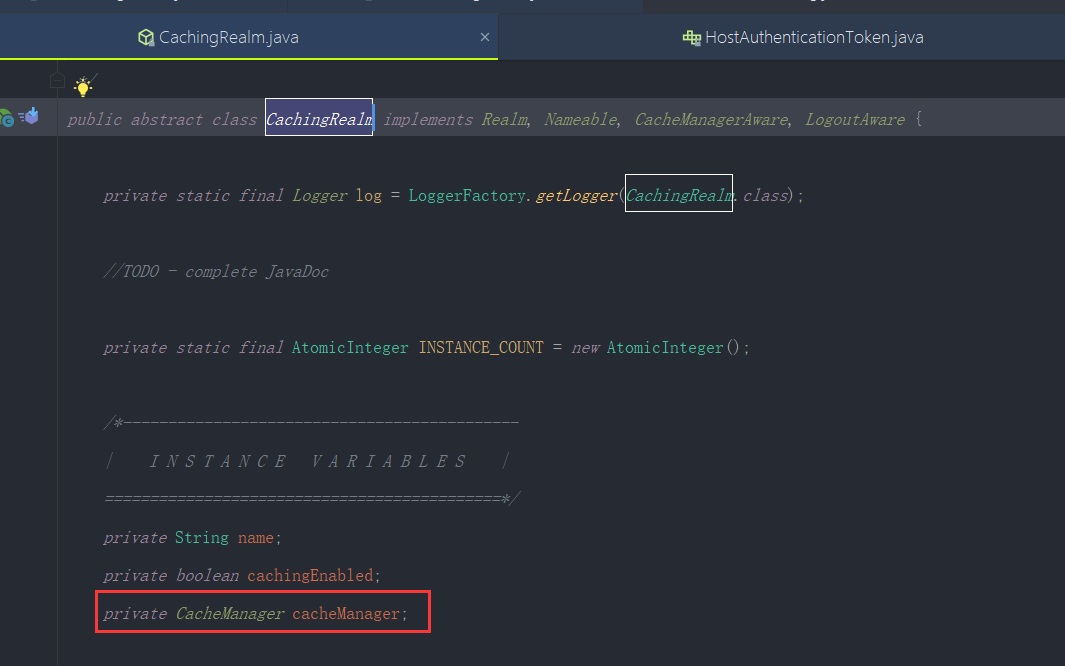 CachingRealm.java
HostAuthenticationToken.java
public abstract class CachingRealm implements Realm, Nameable, CacheManagerAware, LogoutAware {
private static final Logger log = LoggerFactory.getLogger(CachingRealm.class);
//TODO - complete JavaDoc
private static final AtomicInteger INSTANCE_COUNT = new AtomicInteger();
/*--------------------------------------------
|    I N S T A N C E   V A R I A B L E S    |
============================================*/
private String name;
private boolean cachingEnabled;
private CacheManager cacheManager;